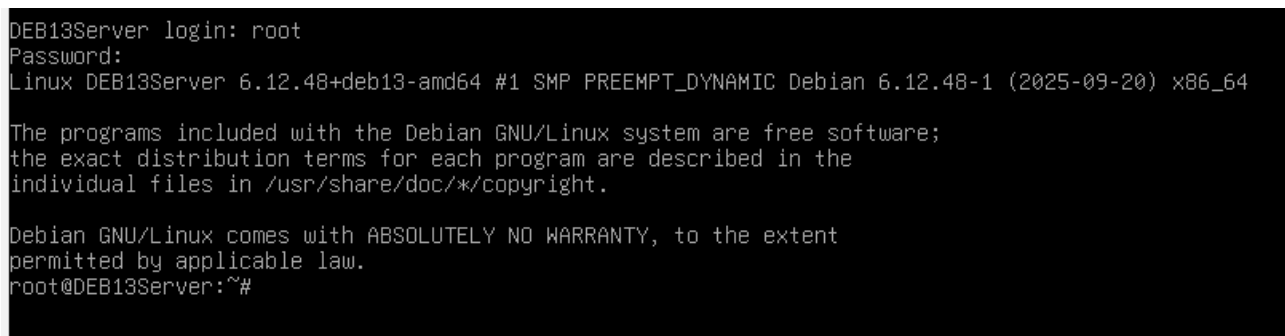 DEB13Server login: root
Password:
Linux DEB13Server 6.12.48+deb13-amd64 #1 SMP PREEMPT_DYNAMIC Debian 6.12.48-1 (2025-09-20) x86_64
The programs included with the Debian GNU/Linux system are free software;
the exact distribution terms for each program are described in the
individual files in /usr/share/doc/*/copyright.
Debian GNU/Linux comes with ABSOLUTELY NO WARRANTY, to the extent
permitted by applicable law.
root@DEB13Server:~#